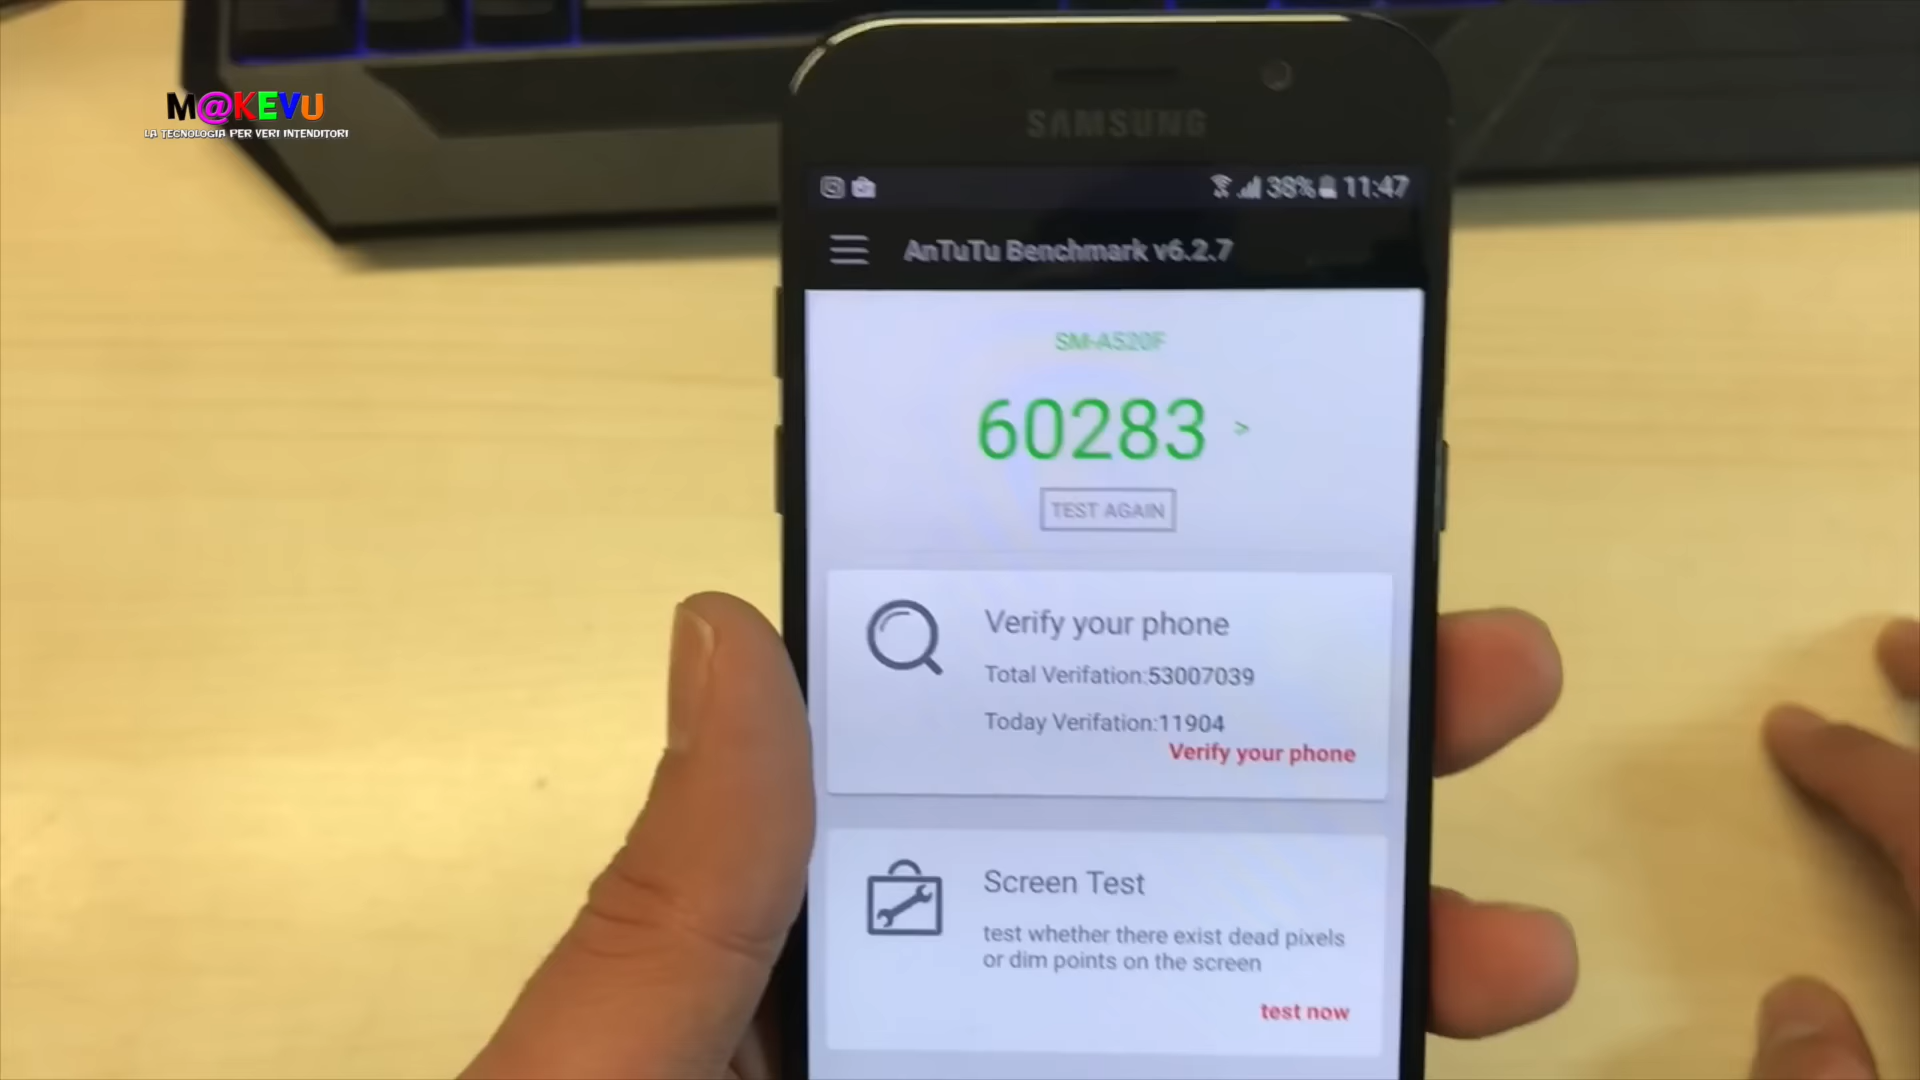 M@KEVU
LA TECNOLOGIA PER VERI INTENDITORI
SAMSUNG
38% 11:47
AnTuTu Benchmark v6.2.7
SM-A520F
60283 >
TEST AGAIN
Verify your phone
Total Verifation:53007039
Today Verifation:11904
Verify your phone
Screen Test
test whether there exist dead pixels
or dim points on the screen
test now